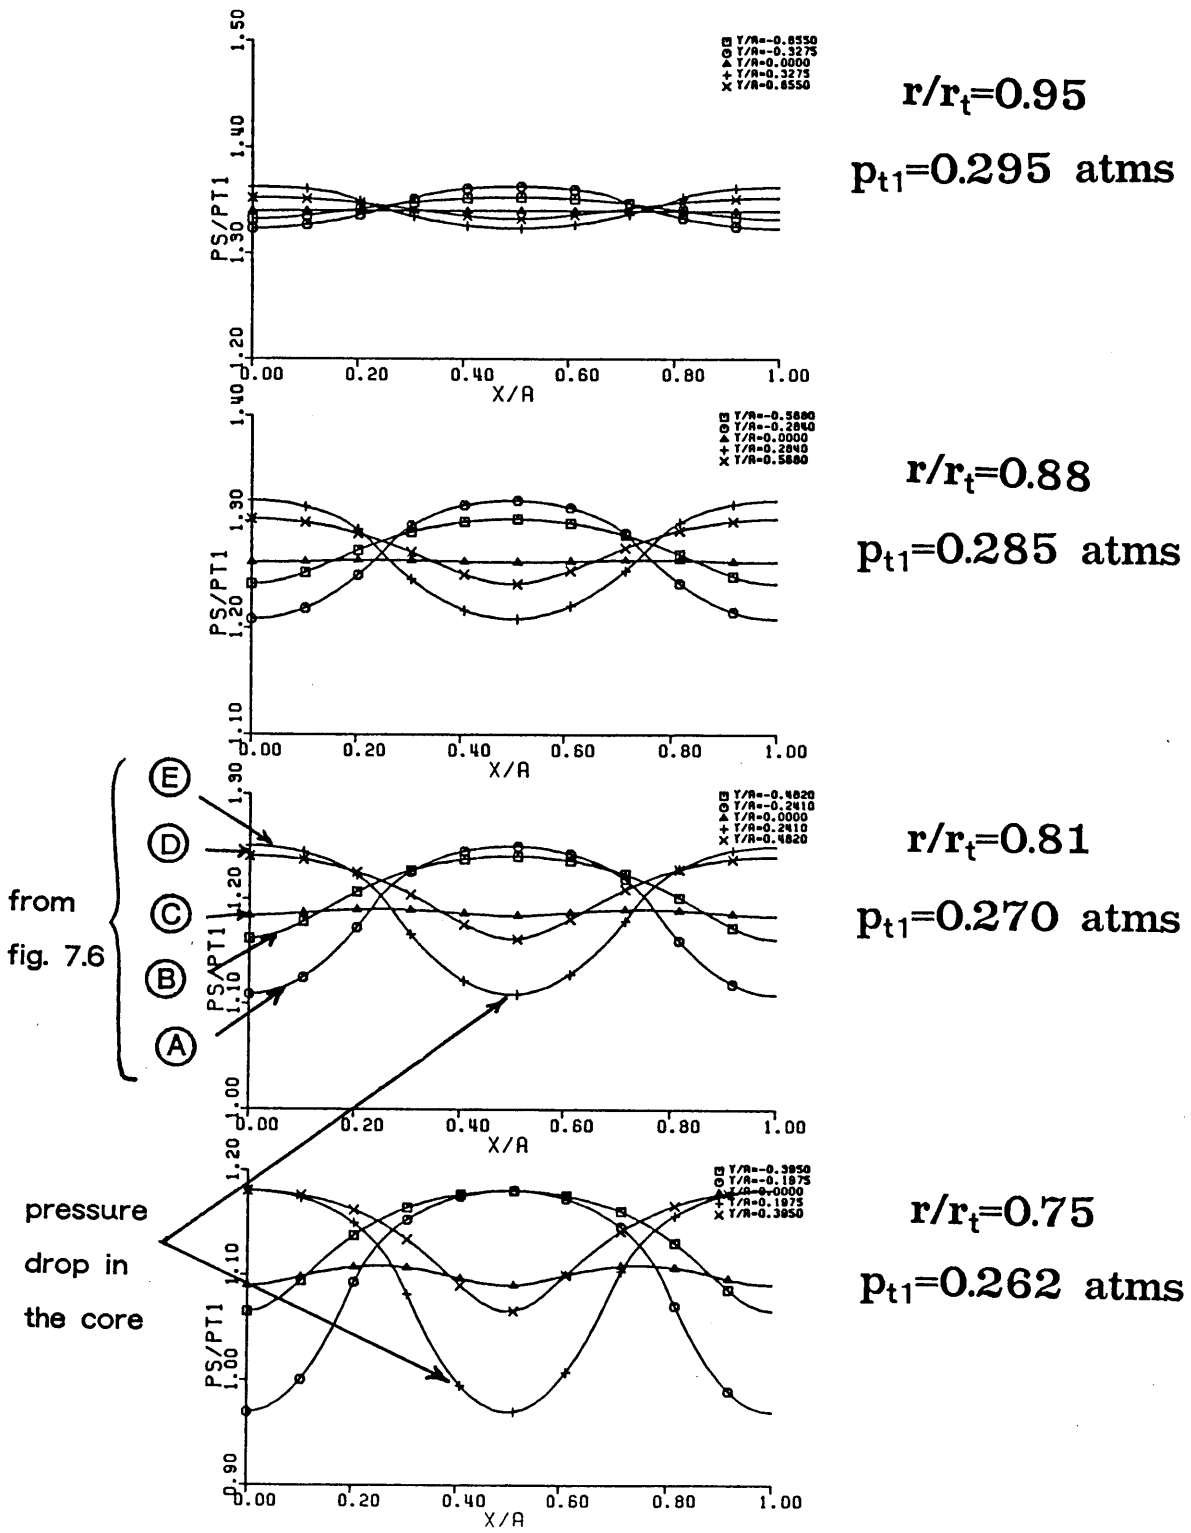 1.50
1.40
1.30
1.20
PS/PT1
0.00 0.20 0.40 0.60 0.80 1.00
X/A
Y/A=-0.6550
Y/A=-0.3275
Y/A=0.0000
Y/A=0.3275
Y/A=0.6550
r/rt=0.95
pt1=0.295 atms
1.40
1.30
1.20
1.10
PS/PT1
0.00 0.20 0.40 0.60 0.80 1.00
X/A
Y/A=-0.5680
Y/A=-0.2840
Y/A=0.0000
Y/A=0.2840
Y/A=0.5680
r/rt=0.88
pt1=0.285 atms
E
D
C
B
A
from
fig. 7.6
1.30
1.20
1.10
1.00
PS/PT1
0.00 0.20 0.40 0.60 0.80 1.00
X/A
Y/A=-0.4820
Y/A=-0.2410
Y/A=0.0000
Y/A=0.2410
Y/A=0.4820
r/rt=0.81
pt1=0.270 atms
pressure
drop in
the core
1.20
1.10
1.00
0.90
PS/PT1
0.00 0.20 0.40 0.60 0.80 1.00
X/A
Y/A=-0.3950
Y/A=-0.1975
Y/A=0.0000
Y/A=0.1975
Y/A=0.3950
r/rt=0.75
pt1=0.262 atms